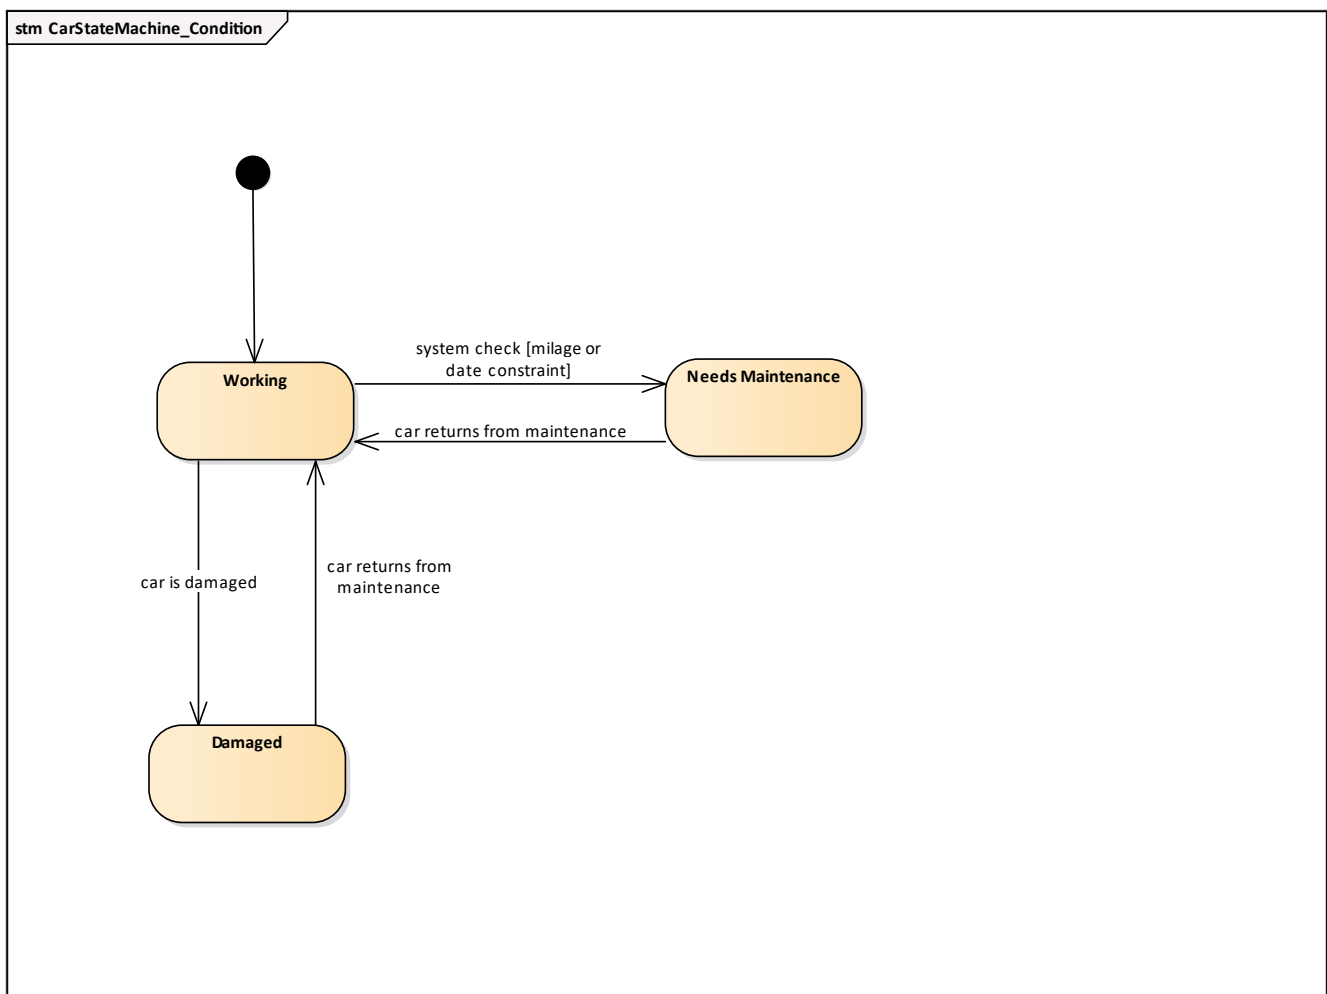 stm CarStateMachine_Condition
system check [milage or
date constraint]
Working
Needs Maintenance
car returns from maintenance
car is damaged
car returns from
maintenance
Damaged